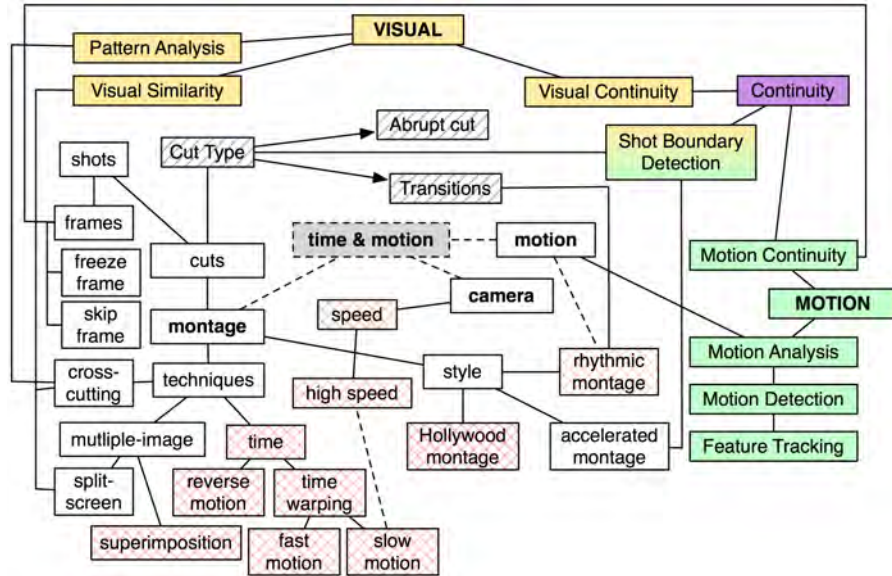 VISUAL
Pattern Analysis
Visual Similarity
Visual Continuity
Continuity
Abrupt cut
shots
Cut Type
Shot Boundary
Detection
Transitions
frames
time & motion
motion
freeze
frame
cuts
Motion Continuity
camera
skip
frame
montage
speed
MOTION
cross-
cutting
techniques
high speed
style
rhythmic
montage
Motion Analysis
Motion Detection
mutliple-image
time
Hollywood
montage
accelerated
montage
Feature Tracking
split-
screen
reverse
motion
time
warping
superimposition
fast
motion
slow
motion